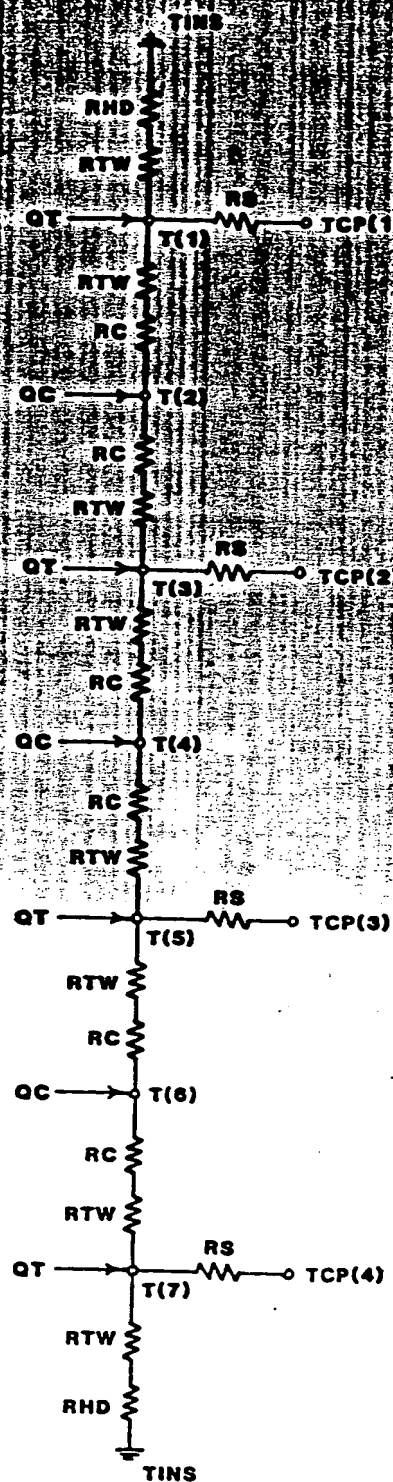 TINS
RHD
RTW
RS
QT
T(1)
TCP(1
RTW
RC
QC
T(2)
RC
RTW
RS
QT
T(3)
TCP(2
RTW
RC
QC
T(4)
RC
RTW
RS
QT
T(5)
TCP(3)
RTW
RC
QC
T(6)
RC
RTW
RS
QT
T(7)
TCP(4)
RTW
RHD
TINS